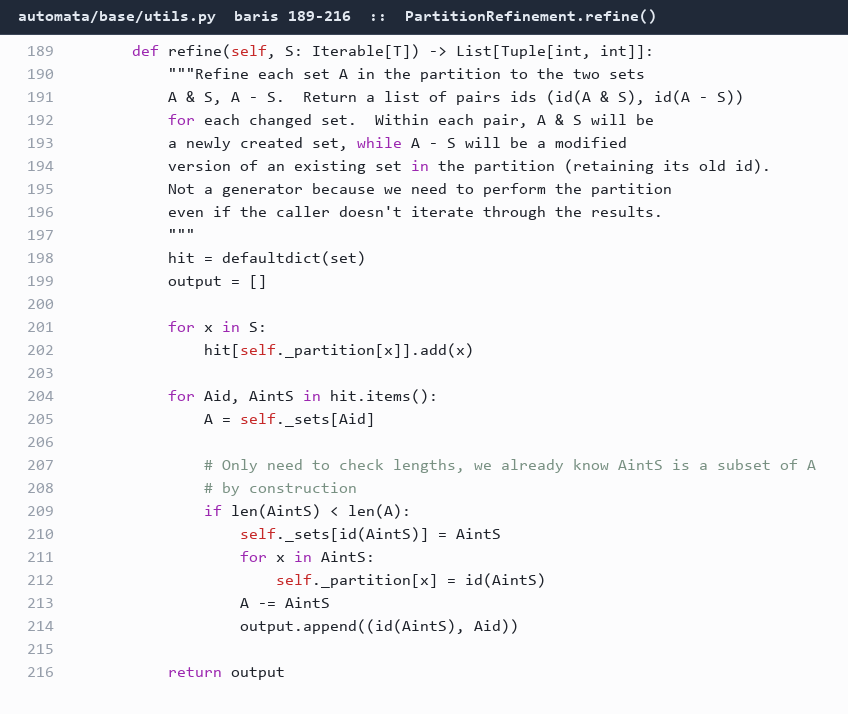 automata/base/utils.py  baris 189-216  ::  PartitionRefinement.refine()
189        def refine(self, S: Iterable[T]) -> List[Tuple[int, int]]:
190            """Refine each set A in the partition to the two sets
191            A & S, A - S.  Return a list of pairs ids (id(A & S), id(A - S))
192            for each changed set.  Within each pair, A & S will be
193            a newly created set, while A - S will be a modified
194            version of an existing set in the partition (retaining its old id).
195            Not a generator because we need to perform the partition
196            even if the caller doesn't iterate through the results.
197            """
198            hit = defaultdict(set)
199            output = []
200
201            for x in S:
202                hit[self._partition[x]].add(x)
203
204            for Aid, AintS in hit.items():
205                A = self._sets[Aid]
206
207                # Only need to check lengths, we already know AintS is a subset of A
208                # by construction
209                if len(AintS) < len(A):
210                    self._sets[id(AintS)] = AintS
211                    for x in AintS:
212                        self._partition[x] = id(AintS)
213                    A -= AintS
214                    output.append((id(AintS), Aid))
215
216            return output